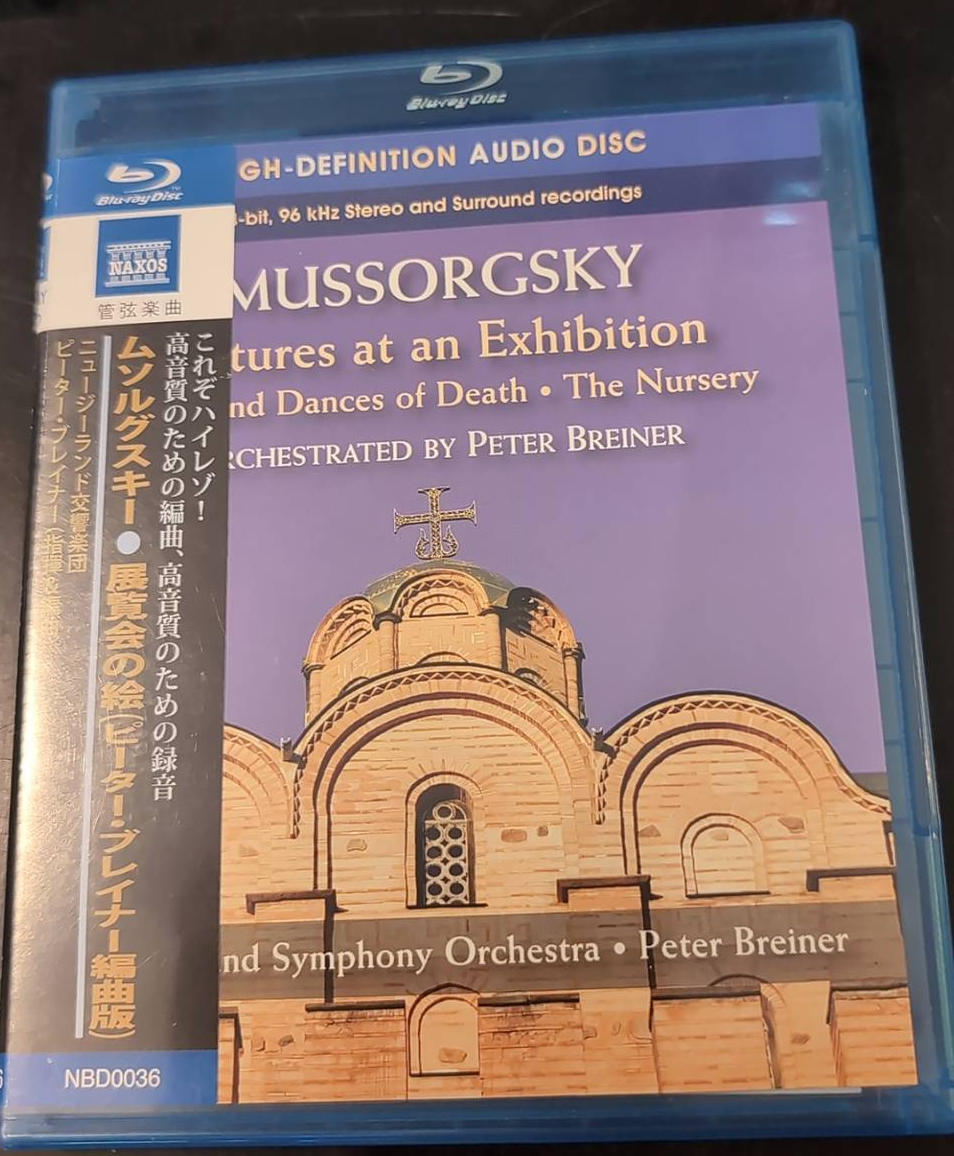 Blu-ray Disc
GH-DEFINITION AUDIO DISC
-bit, 96 kHz Stereo and Surround recordings
MUSSORGSKY
tures at an Exhibition
nd Dances of Death • The Nursery
RCHESTRATED BY PETER BREINER
nd Symphony Orchestra • Peter Breiner
Blu-ray Disc
NAXOS
管弦楽曲
これぞハイレゾ！
高音質のための編曲、高音質のための録音
ムソルグスキー●展覧会の絵(ピーター・ブレイナー編曲版)
ニュージーランド交響楽団
ピーター・ブレイナー(指揮&
NBD0036